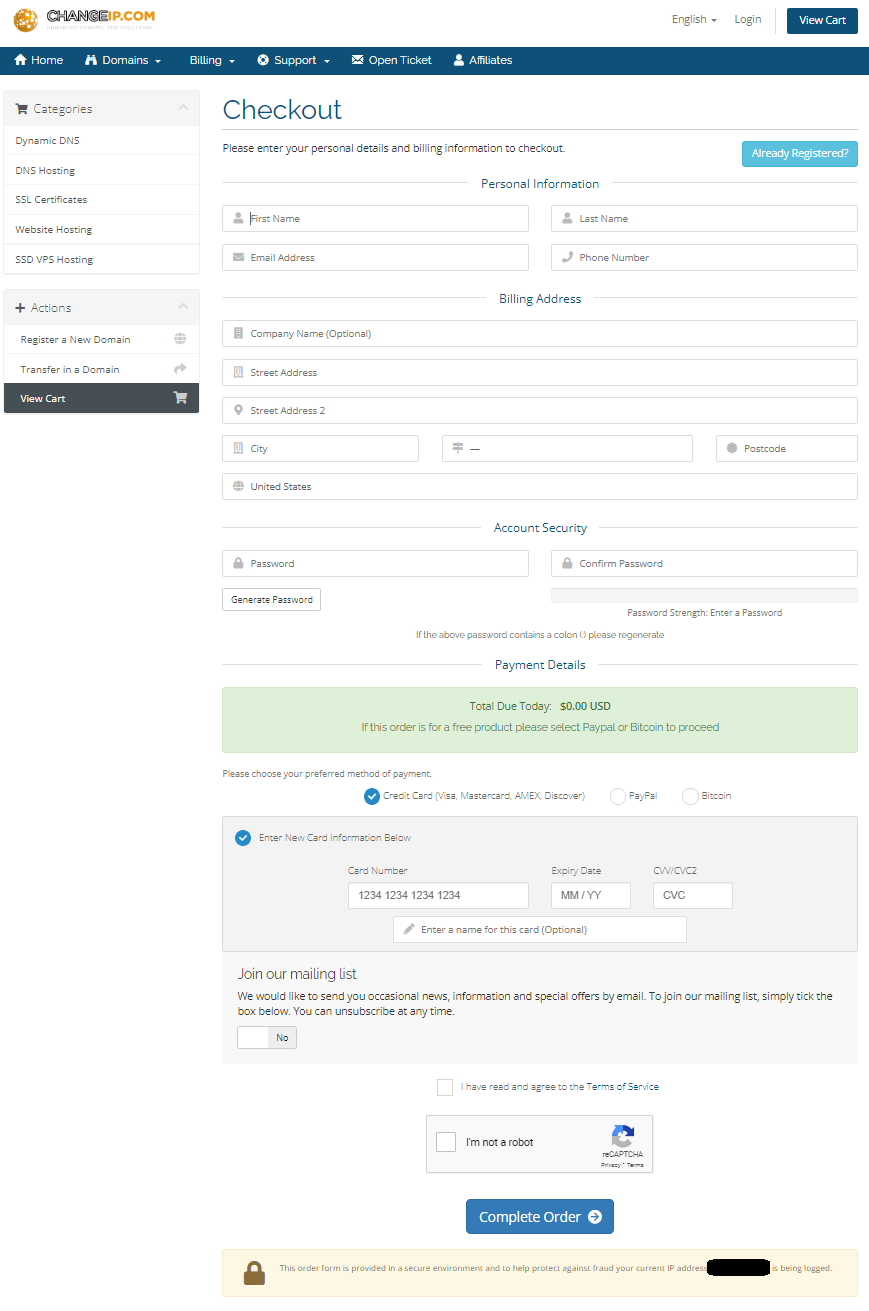 CHANGEIP.COM
English
Login
View Cart
Home
Domains
Billing
Support
Open Ticket
Affiliates
Categories
Dynamic DNS
DNS Hosting
SSL Certificates
Website Hosting
SSD VPS Hosting
Actions
Register a New Domain
Transfer in a Domain
View Cart
Checkout
Please enter your personal details and billing information to checkout.
Already Registered?
Personal Information
First Name
Last Name
Email Address
Phone Number
Billing Address
Company Name (Optional)
Street Address
Street Address 2
City
—
Postcode
United States
Account Security
Password
Confirm Password
Generate Password
Password Strength: Enter a Password
If the above password contains a colon (:) please regenerate
Payment Details
Total Due Today: $0.00 USD
If this order is for a free product please select Paypal or Bitcoin to proceed
Please choose your preferred method of payment.
Credit Card (Visa, Mastercard, AMEX, Discover)
PayPal
Bitcoin
Enter New Card Information Below
Card Number
Expiry Date
CVV/CVC2
1234 1234 1234 1234
MM / YY
CVC
Enter a name for this card (Optional)
Join our mailing list
We would like to send you occasional news, information and special offers by email. To join our mailing list, simply tick the
box below. You can unsubscribe at any time.
No
I have read and agree to the Terms of Service
I'm not a robot
reCAPTCHA
Privacy - Terms
Complete Order
This order form is provided in a secure environment and to help protect against fraud your current IP address is being logged.